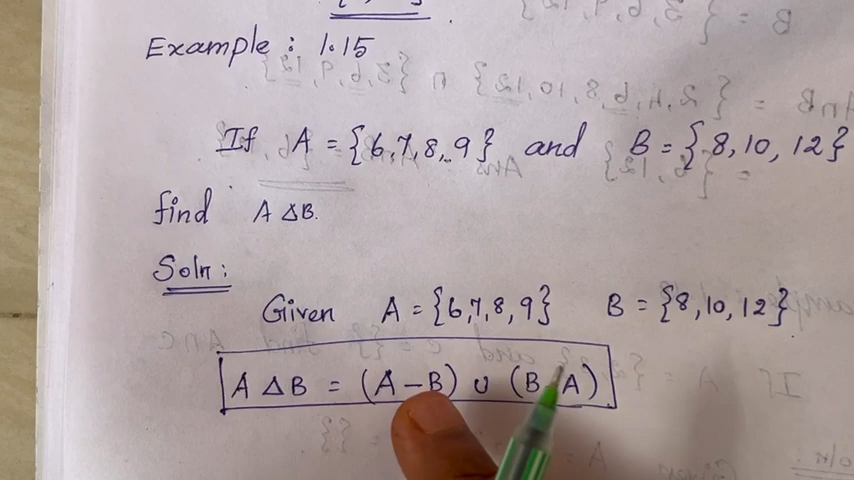 Example : 1.15
If A = {6,7,8,9} and B = {8,10,12}
find A Δ B.
Soln :
Given A = {6,7,8,9} B = {8,10,12}
A Δ B = (A - B) ∪ (B - A)